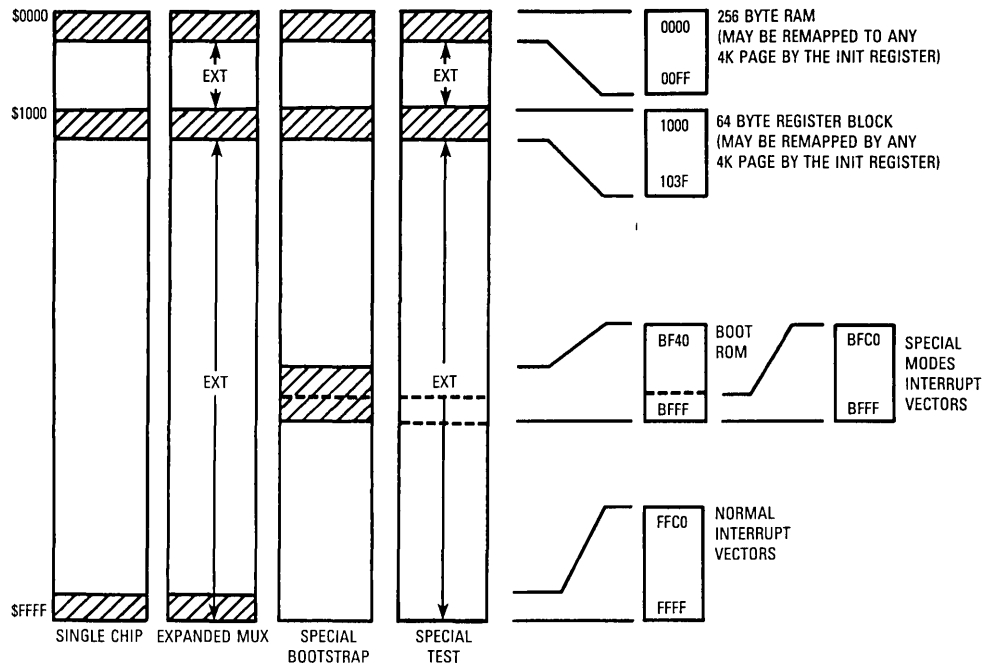 $0000
$1000
$FFFF
EXT
EXT
EXT
EXT
SINGLE CHIP
EXPANDED MUX
SPECIAL
BOOTSTRAP
SPECIAL
TEST
0000
00FF
256 BYTE RAM
(MAY BE REMAPPED TO ANY
4K PAGE BY THE INIT REGISTER)
1000
103F
64 BYTE REGISTER BLOCK
(MAY BE REMAPPED BY ANY
4K PAGE BY THE INIT REGISTER)
BF40
BFFF
BOOT
ROM
BFC0
BFFF
SPECIAL
MODES
INTERRUPT
VECTORS
FFC0
FFFF
NORMAL
INTERRUPT
VECTORS